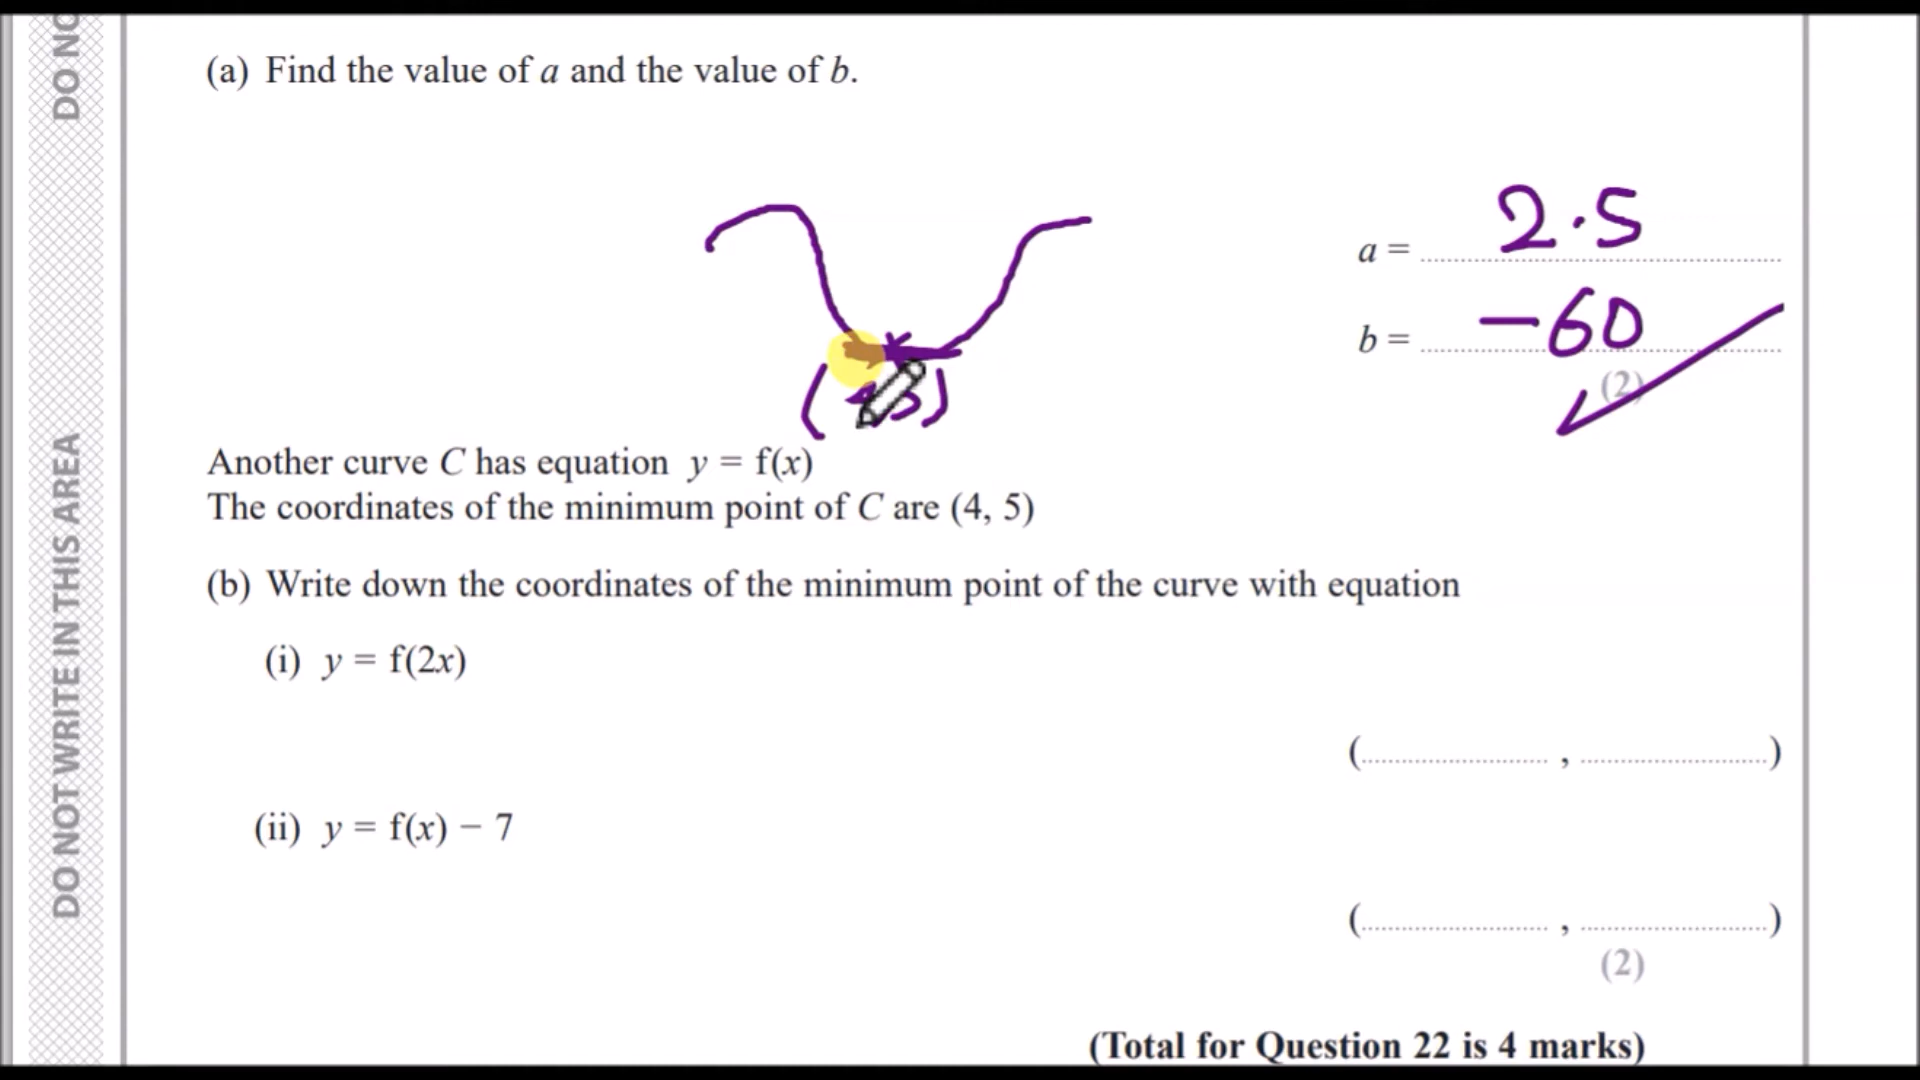 DO NO
(a) Find the value of a and the value of b.
a = 2.5
b = -60
(2)
( 5)
Another curve C has equation y = f(x)
The coordinates of the minimum point of C are (4, 5)
(b) Write down the coordinates of the minimum point of the curve with equation
(i) y = f(2x)
(.............................. , ..............................)
(ii) y = f(x) − 7
(.............................. , ..............................)
(2)
(Total for Question 22 is 4 marks)
DO NOT WRITE IN THIS AREA